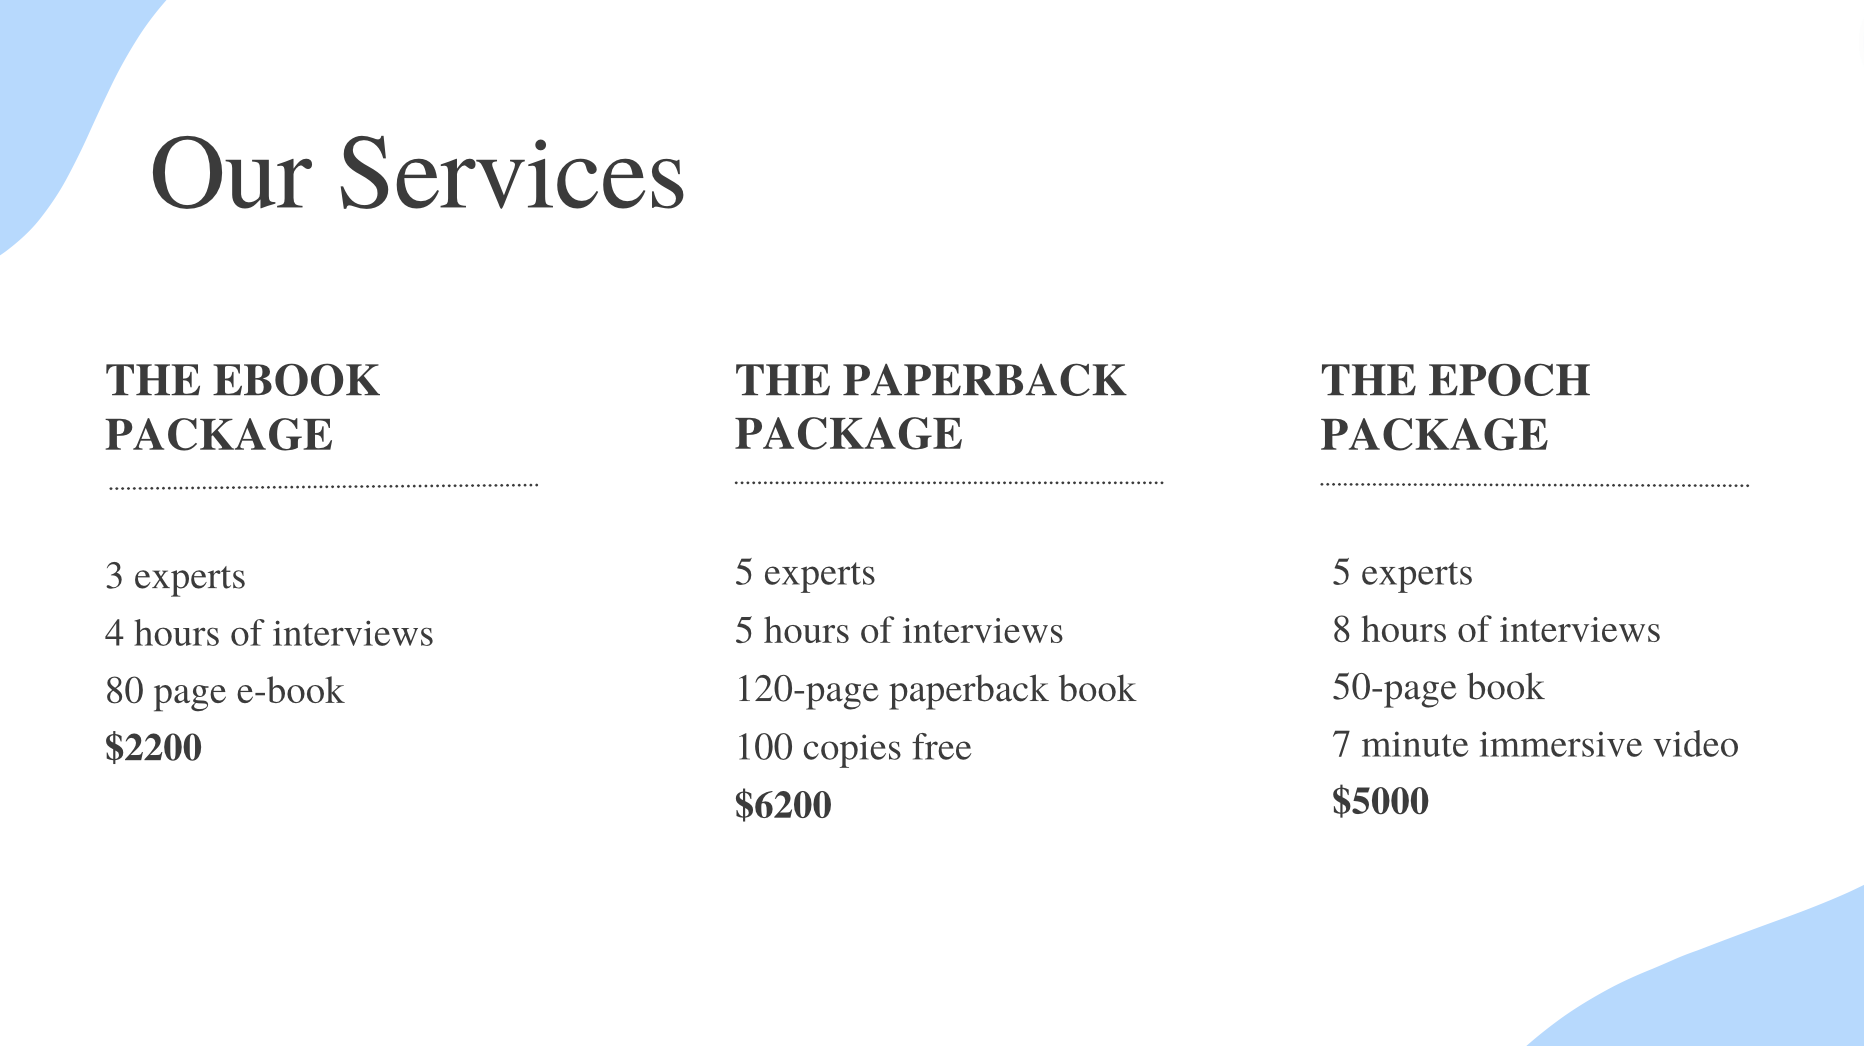 Our Services
THE EBOOK
PACKAGE
3 experts
4 hours of interviews
80 page e-book
$2200
THE PAPERBACK
PACKAGE
5 experts
5 hours of interviews
120-page paperback book
100 copies free
$6200
THE EPOCH
PACKAGE
5 experts
8 hours of interviews
50-page book
7 minute immersive video
$5000